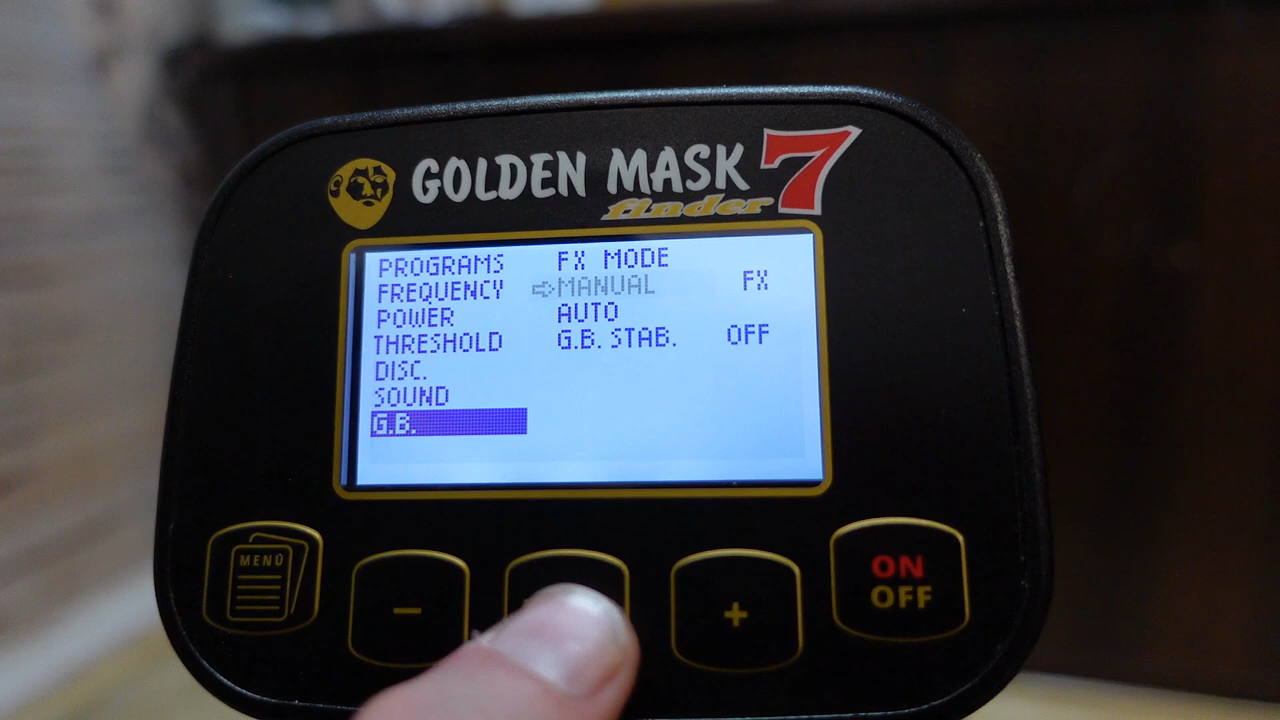 GOLDEN MASK 7
finder
PROGRAMS
FREQUENCY
POWER
THRESHOLD
DISC.
SOUND
G.B.
FX MODE
MANUAL FX
AUTO
G.B. STAB. OFF
MENÙ
−
+
ON
OFF